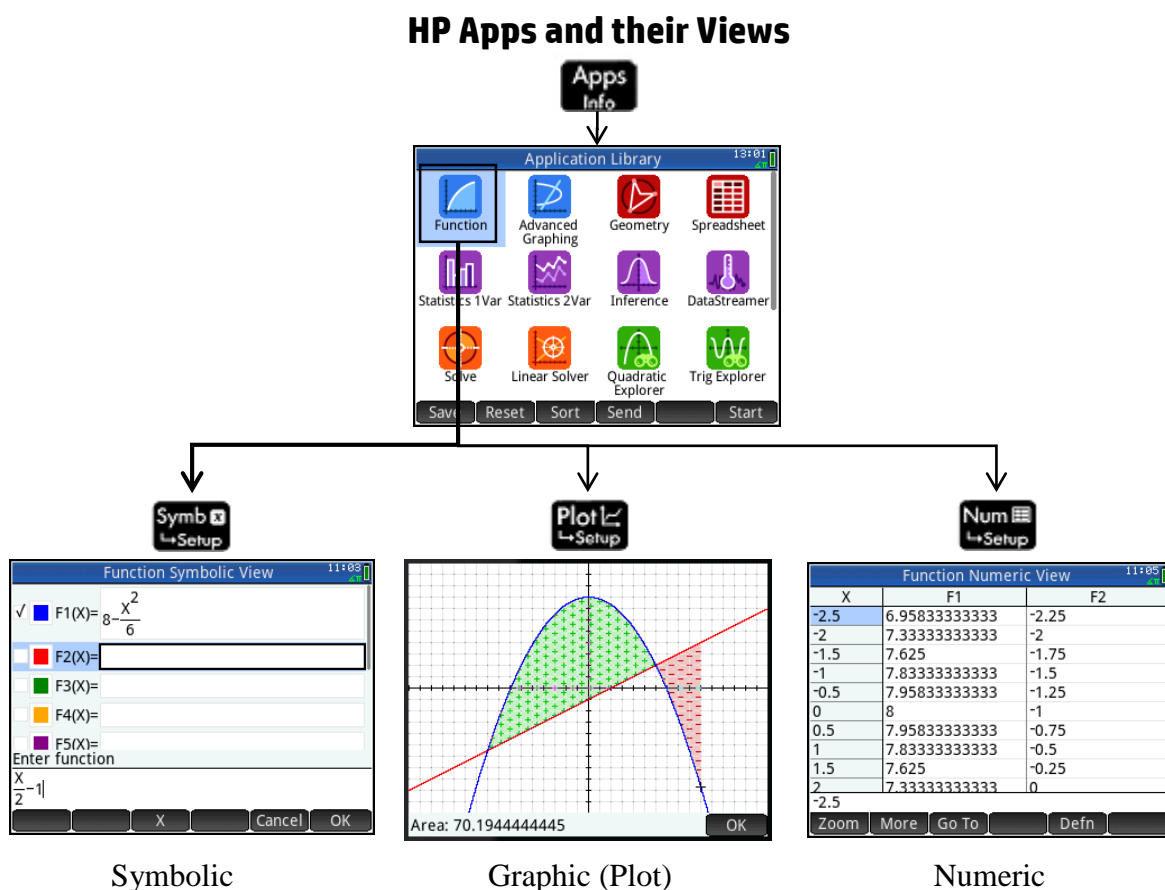 HP Apps and their Views
Apps
Info
Application Library 13:01
Function Advanced Graphing Geometry Spreadsheet
Statistics 1Var Statistics 2Var Inference DataStreamer
Solve Linear Solver Quadratic Explorer Trig Explorer
Save Reset Sort Send Start
Symb x
↳Setup
Plot
↳Setup
Num
↳Setup
Function Symbolic View 11:03
√ F1(X)= 8-X²/6
F2(X)=
F3(X)=
F4(X)=
F5(X)=
Enter function
X/2-1
X Cancel OK
Area: 70.1944444445 OK
Function Numeric View 11:05
X F1 F2
-2.5 6.95833333333 -2.25
-2 7.33333333333 -2
-1.5 7.625 -1.75
-1 7.83333333333 -1.5
-0.5 7.95833333333 -1.25
0 8 -1
0.5 7.95833333333 -0.75
1 7.83333333333 -0.5
1.5 7.625 -0.25
2 7.33333333333 0
-2.5
Zoom More Go To Defn
Symbolic Graphic (Plot) Numeric